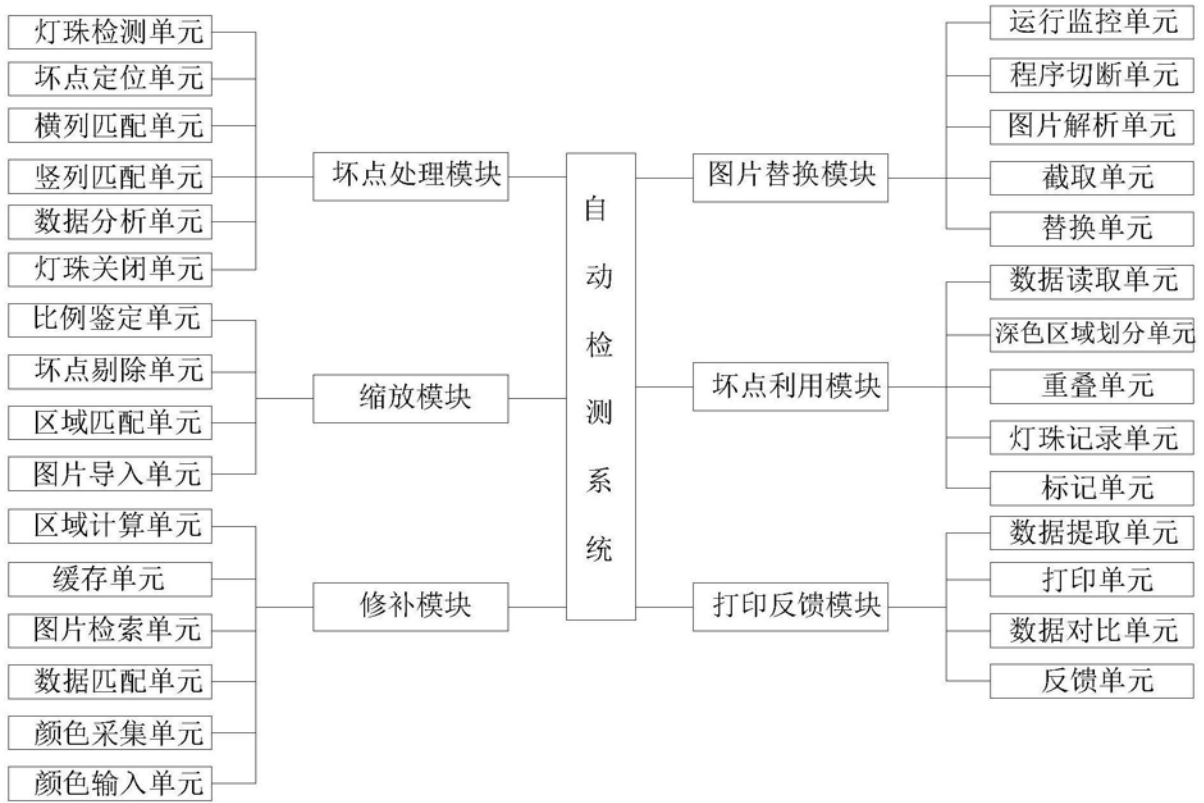 灯珠检测单元
坏点定位单元
横列匹配单元
竖列匹配单元
数据分析单元
灯珠关闭单元
比例鉴定单元
坏点剔除单元
区域匹配单元
图片导入单元
区域计算单元
缓存单元
图片检索单元
数据匹配单元
颜色采集单元
颜色输入单元
坏点处理模块
缩放模块
修补模块
自动检测系统
图片替换模块
坏点利用模块
打印反馈模块
运行监控单元
程序切断单元
图片解析单元
截取单元
替换单元
数据读取单元
深色区域划分单元
重叠单元
灯珠记录单元
标记单元
数据提取单元
打印单元
数据对比单元
反馈单元